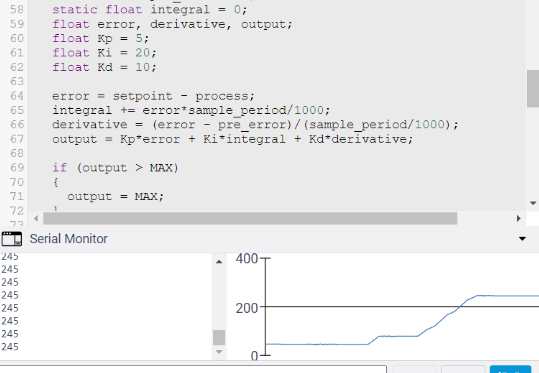 58 static float integral = 0;
59 float error, derivative, output;
60 float Kp = 5;
61 float Ki = 20;
62 float Kd = 10;
63
64 error = setpoint - process;
65 integral += error*sample_period/1000;
66 derivative = (error - pre_error)/(sample_period/1000);
67 output = Kp*error + Ki*integral + Kd*derivative;
68
69 if (output > MAX)
70 {
71 output = MAX;
72 }
73
Serial Monitor
245
245
245
245
245
245
245
245
400
200
0